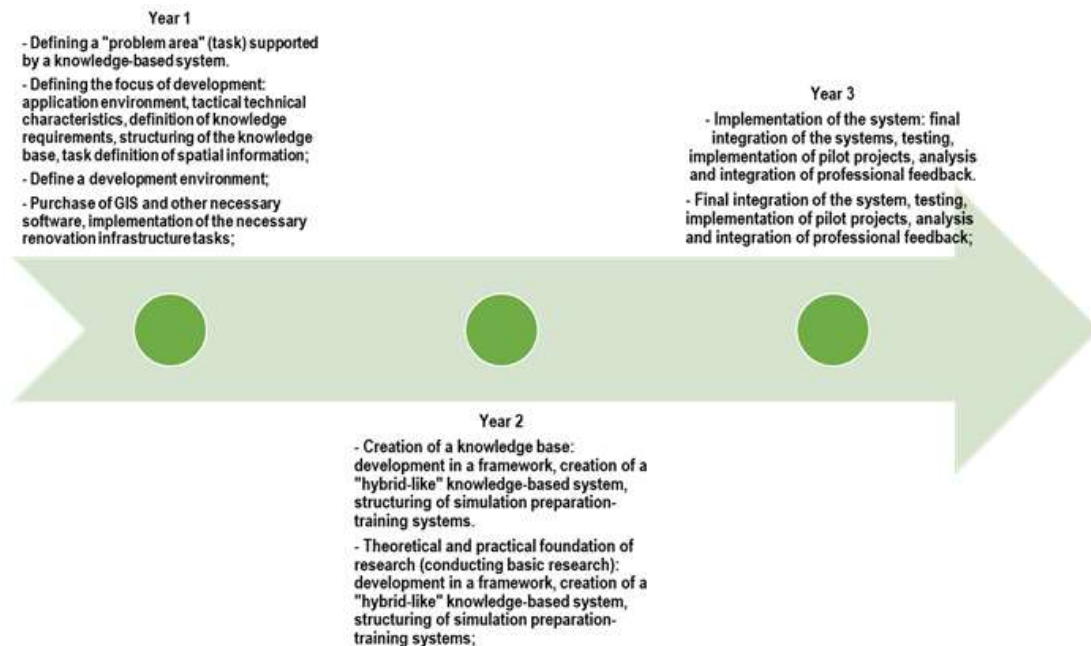 Year 1
- Defining a "problem area" (task) supported
by a knowledge-based system.
- Defining the focus of development:
application environment, tactical technical
characteristics, definition of knowledge
requirements, structuring of the knowledge
base, task definition of spatial information;
- Define a development environment;
- Purchase of GIS and other necessary
software, implementation of the necessary
renovation infrastructure tasks;
Year 2
- Creation of a knowledge base:
development in a framework, creation of a
"hybrid-like" knowledge-based system,
structuring of simulation preparation-
training systems.
- Theoretical and practical foundation of
research (conducting basic research):
development in a framework, creation of a
"hybrid-like" knowledge-based system,
structuring of simulation preparation-
training systems;
Year 3
- Implementation of the system: final
integration of the systems, testing,
implementation of pilot projects, analysis
and integration of professional feedback.
- Final integration of the system, testing,
implementation of pilot projects, analysis
and integration of professional feedback;